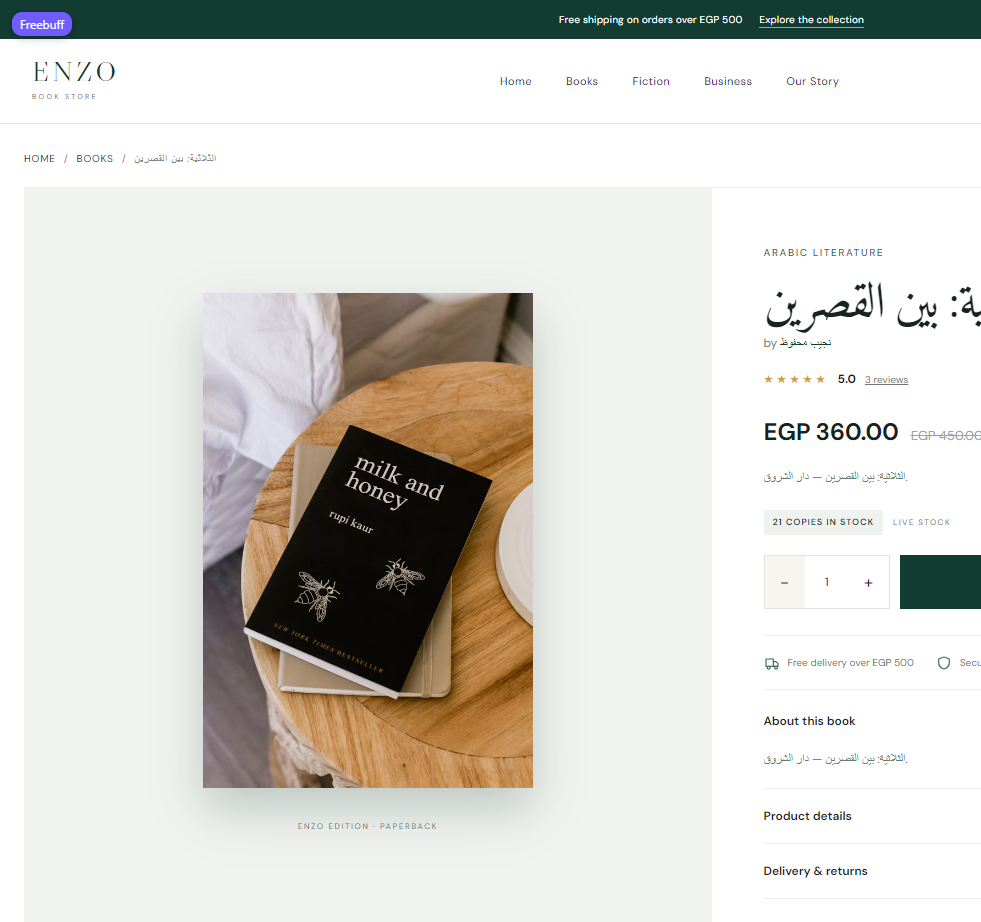 Freebuff
Free shipping on orders over EGP 500 Explore the collection
ENZO
BOOK STORE
Home Books Fiction Business Our Story
HOME / BOOKS / الثلاثية: بين القصرين
ARABIC LITERATURE
ية: بين القصرين
by نجيب محفوظ
★★★★★ 5.0 3 reviews
EGP 360.00 EGP 450.00
الثلاثية: بين القصرين — دار الشروق.
21 COPIES IN STOCK LIVE STOCK
− 1 +
Free delivery over EGP 500 Secu
About this book
الثلاثية: بين القصرين — دار الشروق.
Product details
Delivery & returns
milk and
honey
rupi kaur
NEW YORK TIMES BESTSELLER
ENZO EDITION · PAPERBACK